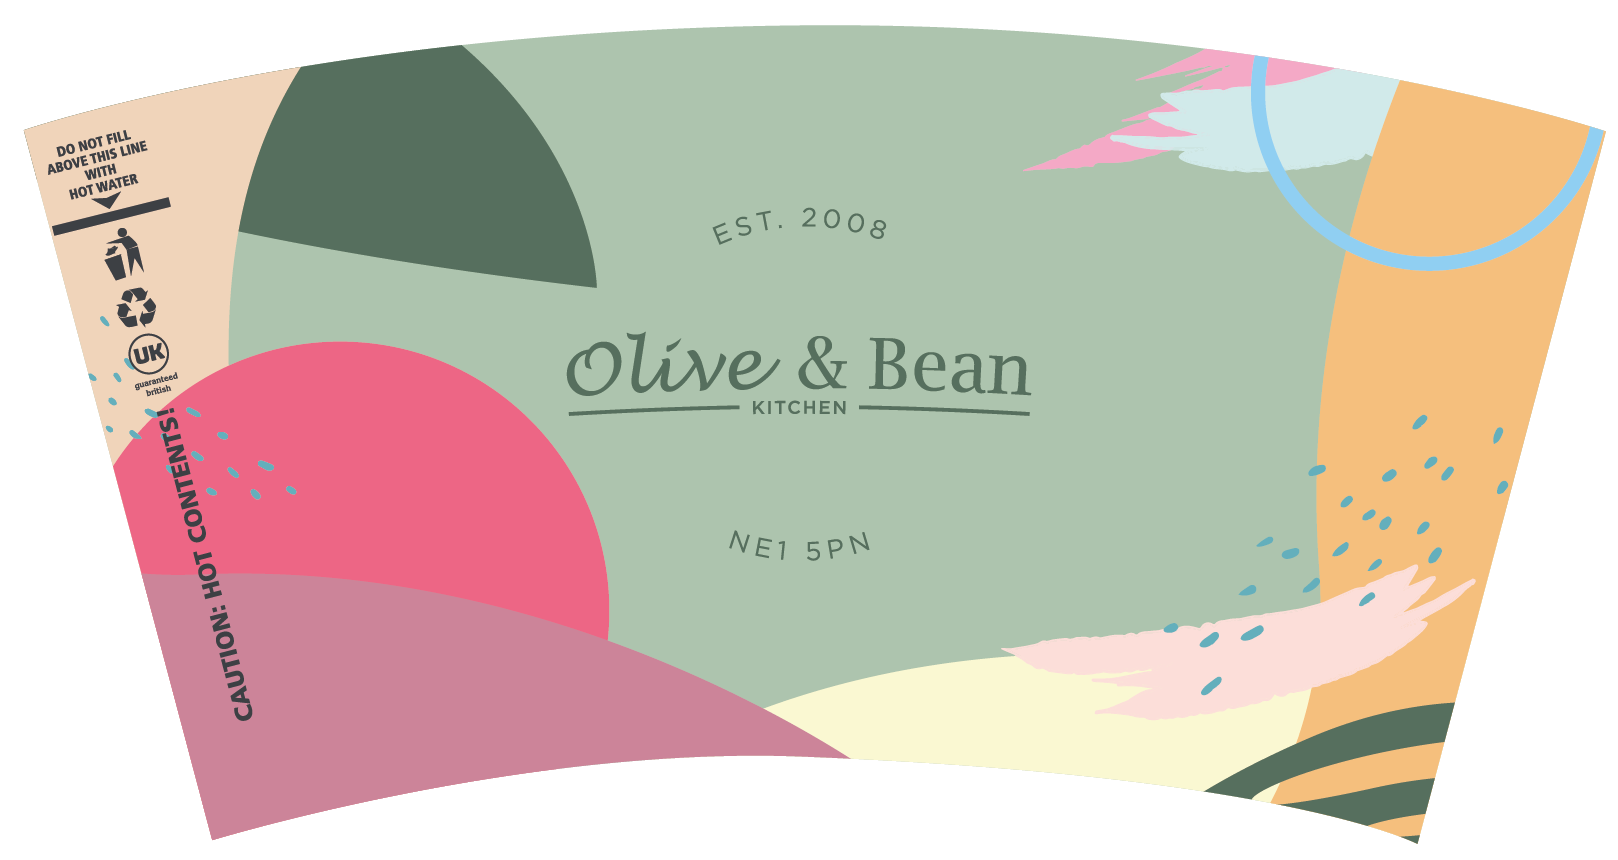 DO NOT FILL
ABOVE THIS LINE
WITH
HOT WATER
UK
guaranteed
british
CAUTION: HOT CONTENTS!
EST. 2008
Olive & Bean
KITCHEN
NE1 5PN